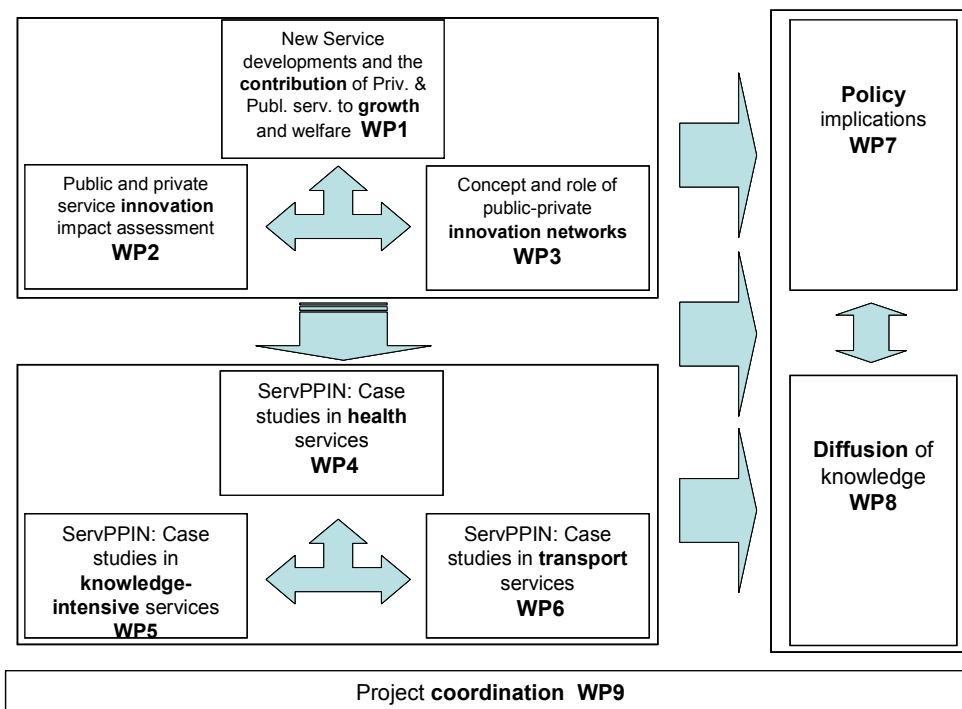 New Service
developments and the
contribution of Priv. &
Publ. serv. to growth
and welfare WP1
Public and private
service innovation
impact assessment
WP2
Concept and role of
public-private
innovation networks
WP3
ServPPIN: Case
studies in health
services
WP4
ServPPIN: Case
studies in
knowledge-
intensive services
WP5
ServPPIN: Case
studies in transport
services
WP6
Policy
implications
WP7
Diffusion of
knowledge
WP8
Project coordination WP9